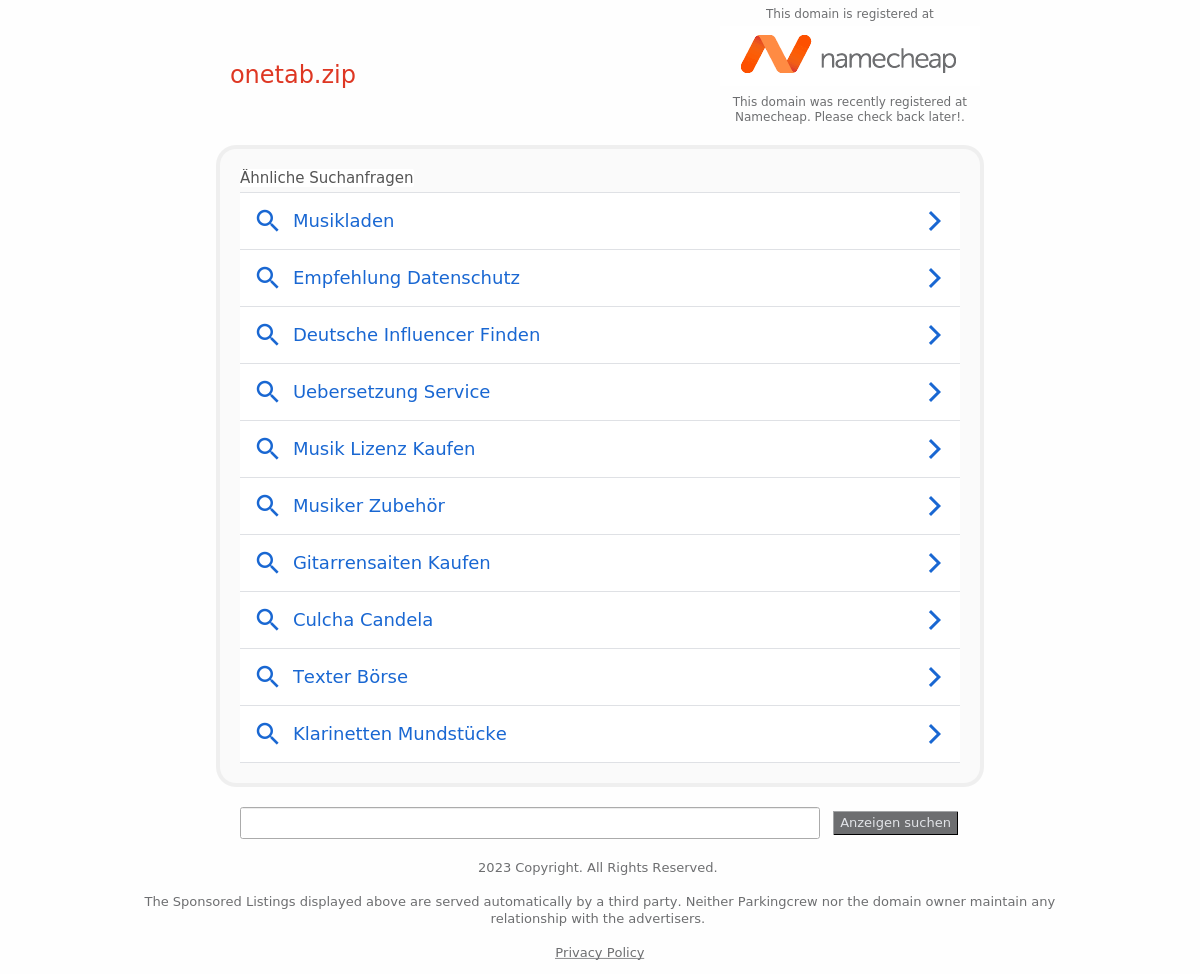 This domain is registered at
onetab.zip
namecheap
This domain was recently registered at
Namecheap. Please check back later!.
Ähnliche Suchanfragen
Musikladen
Empfehlung Datenschutz
Deutsche Influencer Finden
Uebersetzung Service
Musik Lizenz Kaufen
Musiker Zubehör
Gitarrensaiten Kaufen
Culcha Candela
Texter Börse
Klarinetten Mundstücke
Anzeigen suchen
2023 Copyright. All Rights Reserved.
The Sponsored Listings displayed above are served automatically by a third party. Neither Parkingcrew nor the domain owner maintain any
relationship with the advertisers.
Privacy Policy